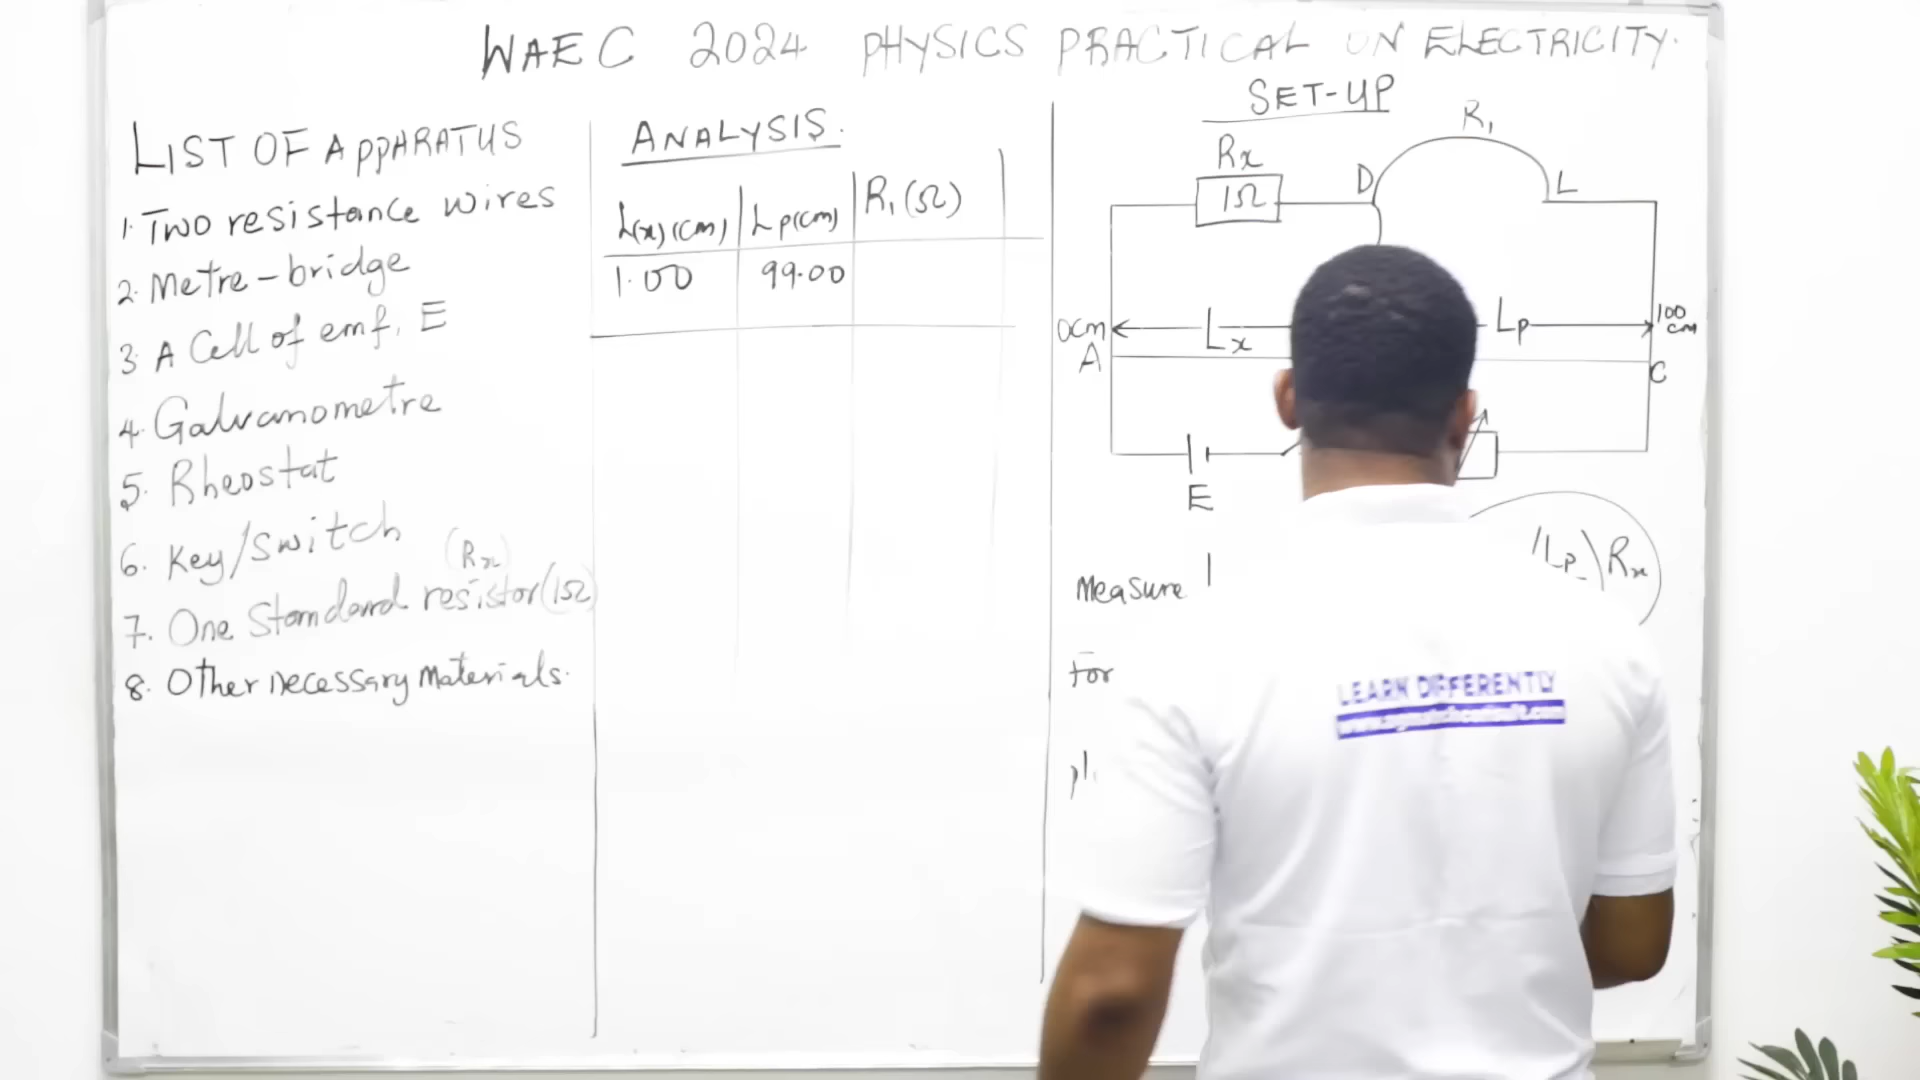 WAEC 2024 PHYSICS PRACTICAL ON ELECTRICITY.
LIST OF APPARATUS
1. Two resistance wires
2. Metre-bridge
3. A Cell of emf, E
4. Galvanometre
5. Rheostat
6. Key/switch
(Rx)
7. One Standard resistor (1Ω)
8. Other necessary materials.
ANALYSIS.
L(x)(cm) Lp(cm) R₁(Ω)
1.00 99.00
SET-UP
R₁
Rx
1Ω
D L
0cm Lx Lp 100 cm
A C
E
Lp Rx
Measure
for
LEARN DIFFERENTLY